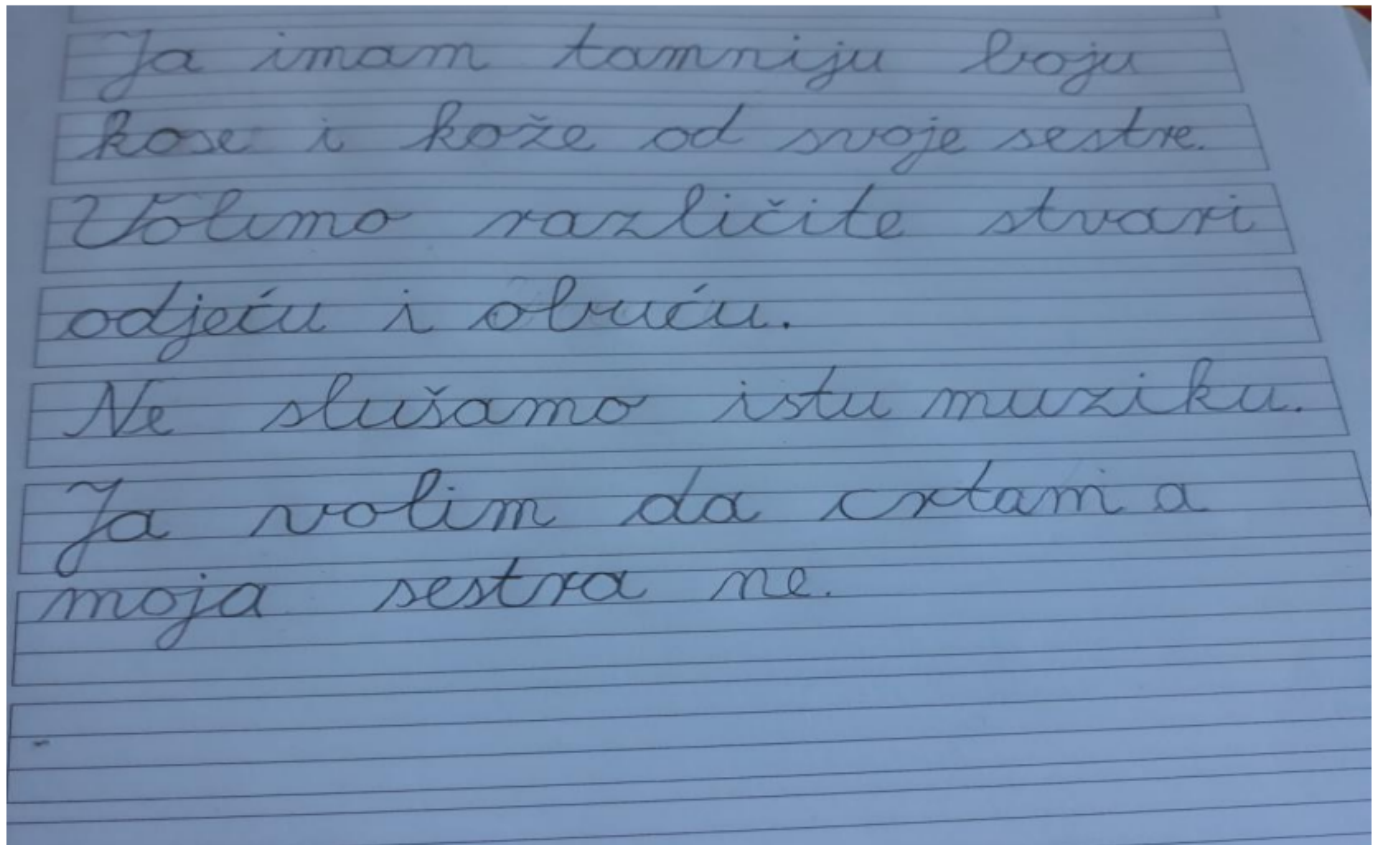 Ja imam tamniju boju
kose i kože od svoje sestre.
Volimo različite stvari
odjeću i obuću.
Ne slušamo istu muziku.
Ja volim da crtam a
moja sestra ne.